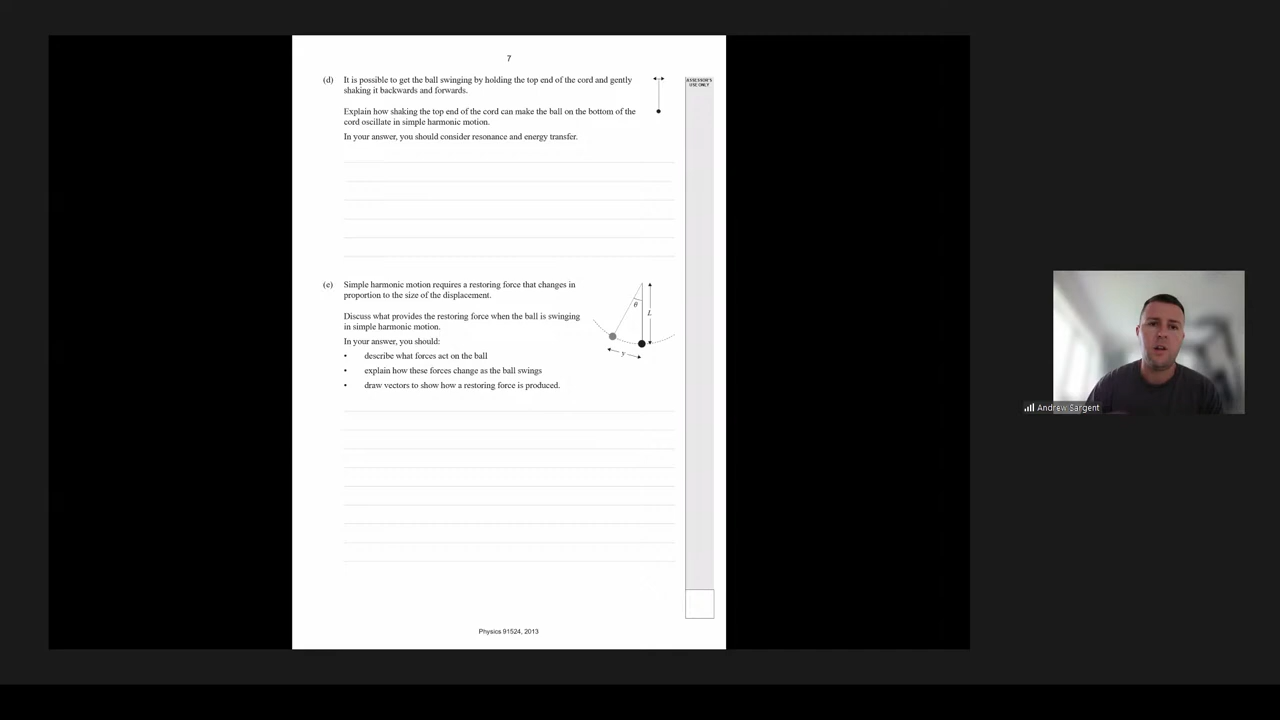 7
(d) It is possible to get the ball swinging by holding the top end of the cord and gently
shaking it backwards and forwards.
ASSESSOR'S
USE ONLY
Explain how shaking the top end of the cord can make the ball on the bottom of the
cord oscillate in simple harmonic motion.
In your answer, you should consider resonance and energy transfer.
(e) Simple harmonic motion requires a restoring force that changes in
proportion to the size of the displacement.
θ
L
Discuss what provides the restoring force when the ball is swinging
in simple harmonic motion.
In your answer, you should:
y
• describe what forces act on the ball
• explain how these forces change as the ball swings
• draw vectors to show how a restoring force is produced.
Andrew Sargent
Physics 91524, 2013